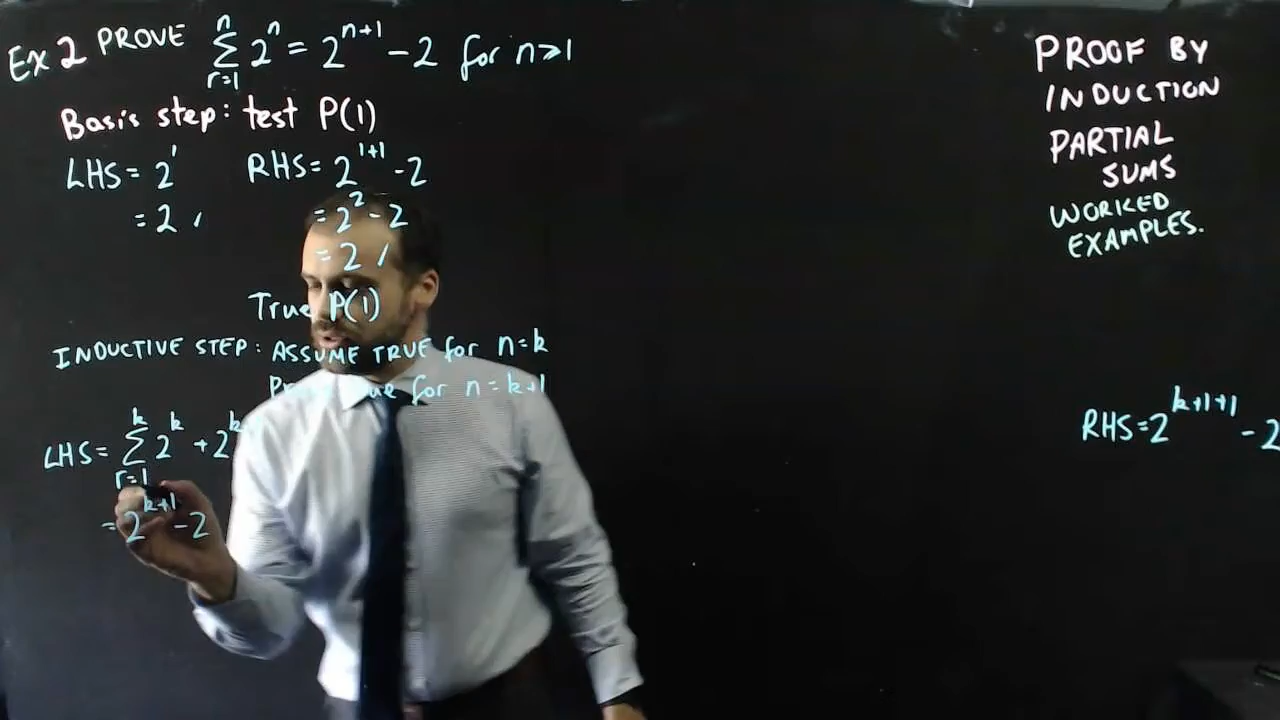 Ex 2 PROVE n∑r=1 2^n = 2^{n+1} - 2 for n≥1
Basis step: test P(1)
LHS = 2^1 RHS = 2^{1+1} - 2
= 2 , = 2^2 - 2
= 2 ,
True P(1)
INDUCTIVE STEP: ASSUME TRUE for n=k
for n=k+1
LHS = k∑r=1 2^k + 2^k
= 2^{k+1} - 2
RHS = 2^{k+1+1} - 2
PROOF BY
INDUCTION
PARTIAL
SUMS
WORKED
EXAMPLES.